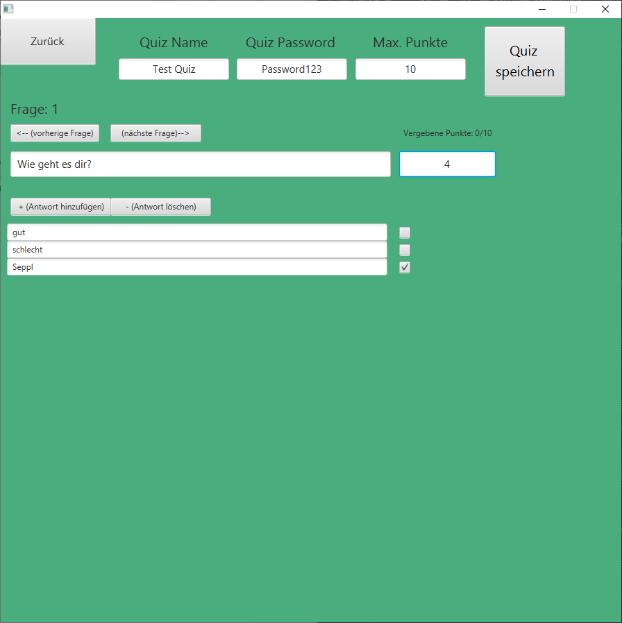 Zurück
Quiz Name Quiz Password Max. Punkte
Quiz
speichern
Test Quiz Password123 10
Frage: 1
<-- (vorherige Frage) (nächste Frage)--> Vergebene Punkte: 0/10
Wie geht es dir? 4
+ (Antwort hinzufügen) - (Antwort löschen)
gut
schlecht
Seppl